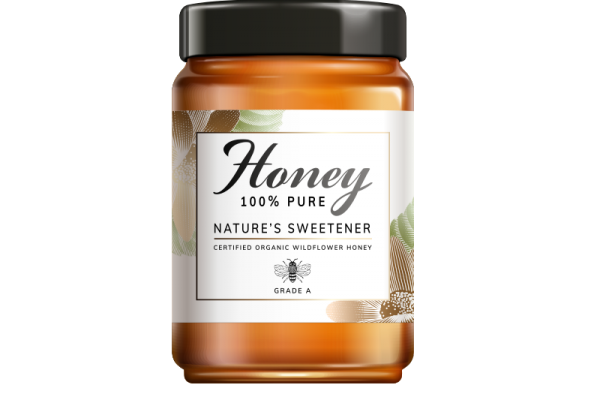 Honey
100% PURE
NATURE'S SWEETENER
CERTIFIED ORGANIC WILDFLOWER HONEY
GRADE A